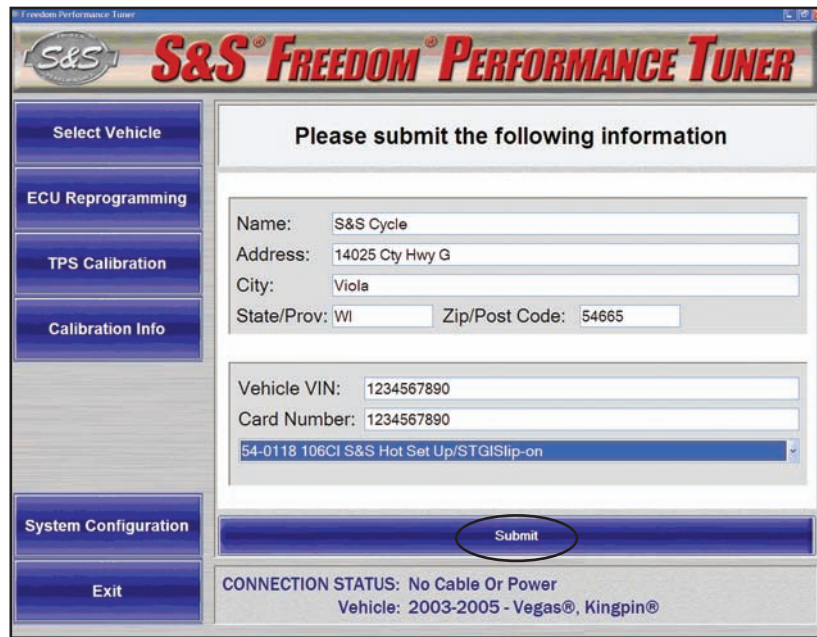 Freedom Performance Tuner
S&S®
S&S® FREEDOM® PERFORMANCE TUNER
Select Vehicle
ECU Reprogramming
TPS Calibration
Calibration Info
System Configuration
Exit
Please submit the following information
Name: S&S Cycle
Address: 14025 Cty Hwy G
City: Viola
State/Prov: WI Zip/Post Code: 54665
Vehicle VIN: 1234567890
Card Number: 1234567890
54-0118 106CI S&S Hot Set Up/STGISlip-on
Submit
CONNECTION STATUS: No Cable Or Power
Vehicle: 2003-2005 - Vegas®, Kingpin®